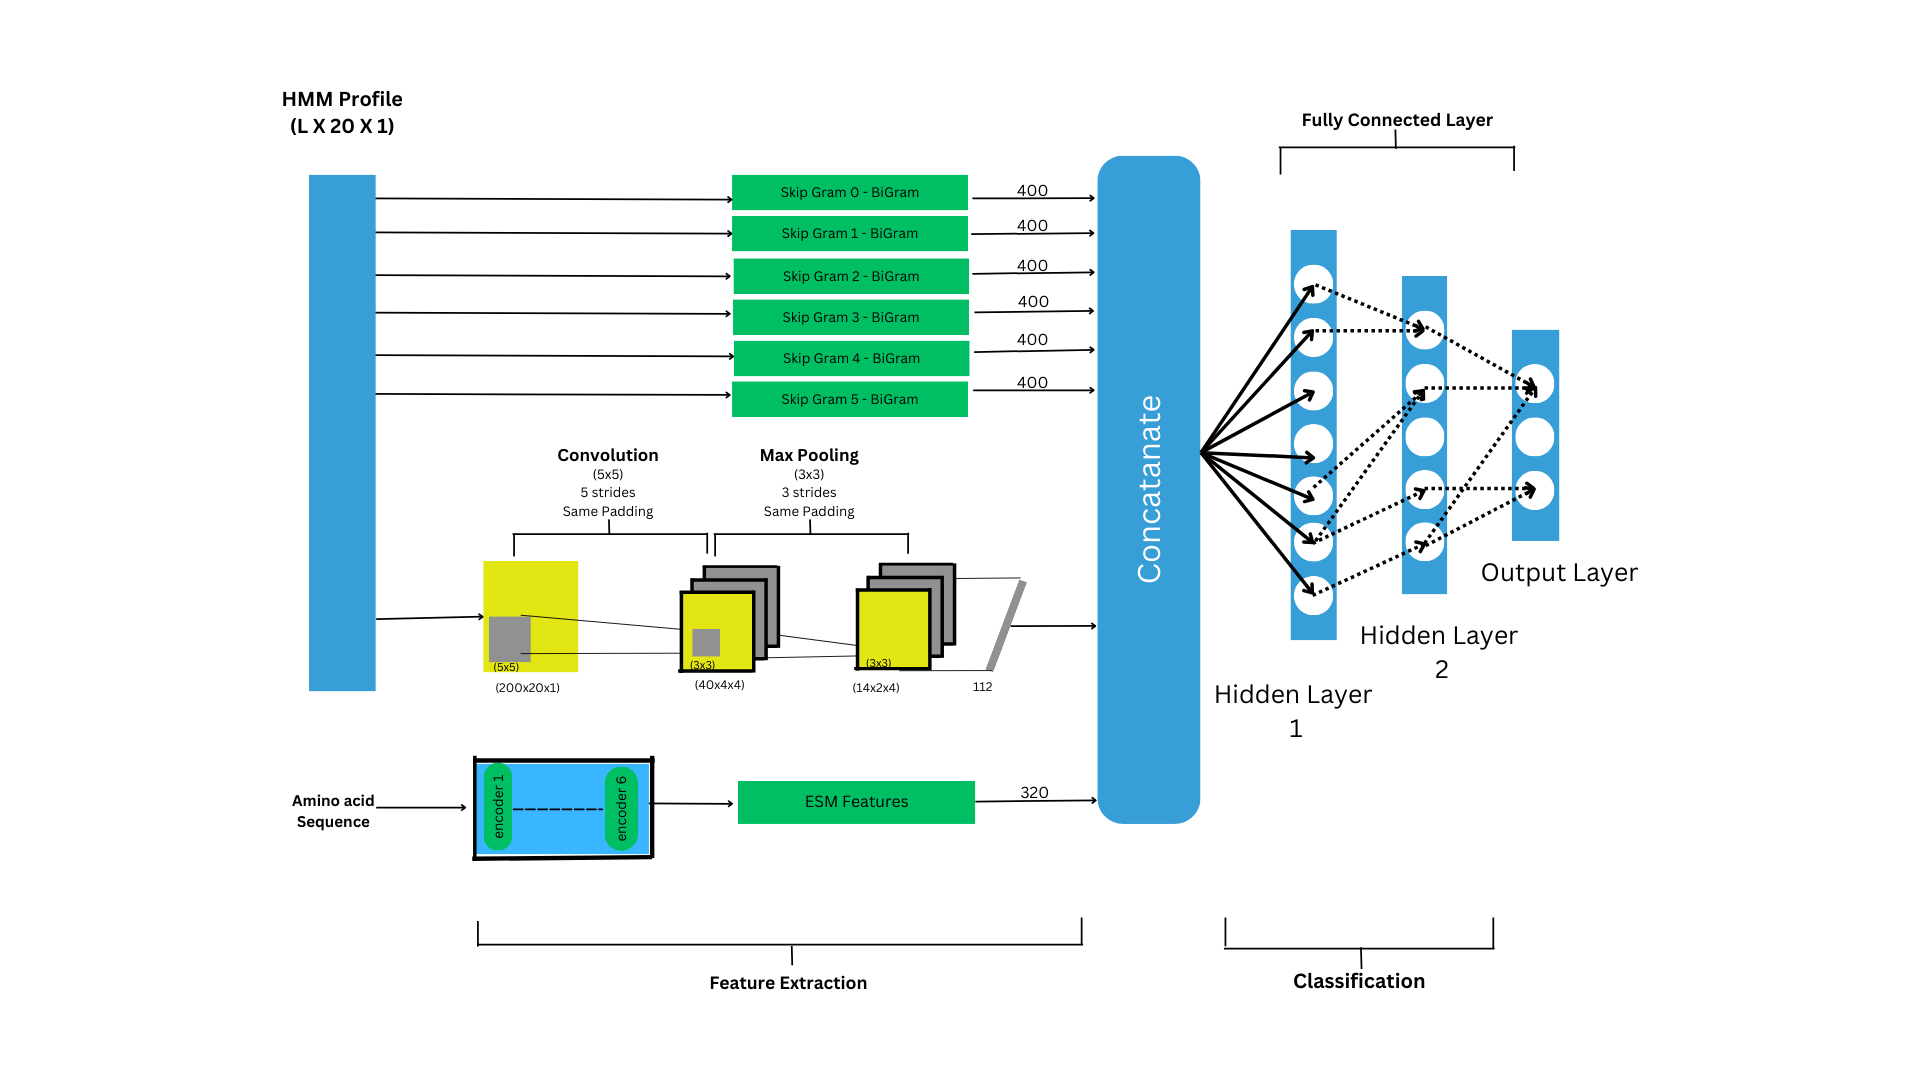 HMM Profile
(L X 20 X 1)
Fully Connected Layer
Skip Gram 0 - BiGram
400
Skip Gram 1 - BiGram
400
Skip Gram 2 - BiGram
400
Skip Gram 3 - BiGram
400
Skip Gram 4 - BiGram
400
Skip Gram 5 - BiGram
400
Convolution
(5x5)
5 strides
Same Padding
Max Pooling
(3x3)
3 strides
Same Padding
(5x5)
(200x20x1)
(3x3)
(40x4x4)
(3x3)
(14x2x4)
112
Concatanate
Output Layer
Hidden Layer
2
Hidden Layer
1
Amino acid
Sequence
encoder 1
encoder 6
ESM Features
320
Feature Extraction
Classification